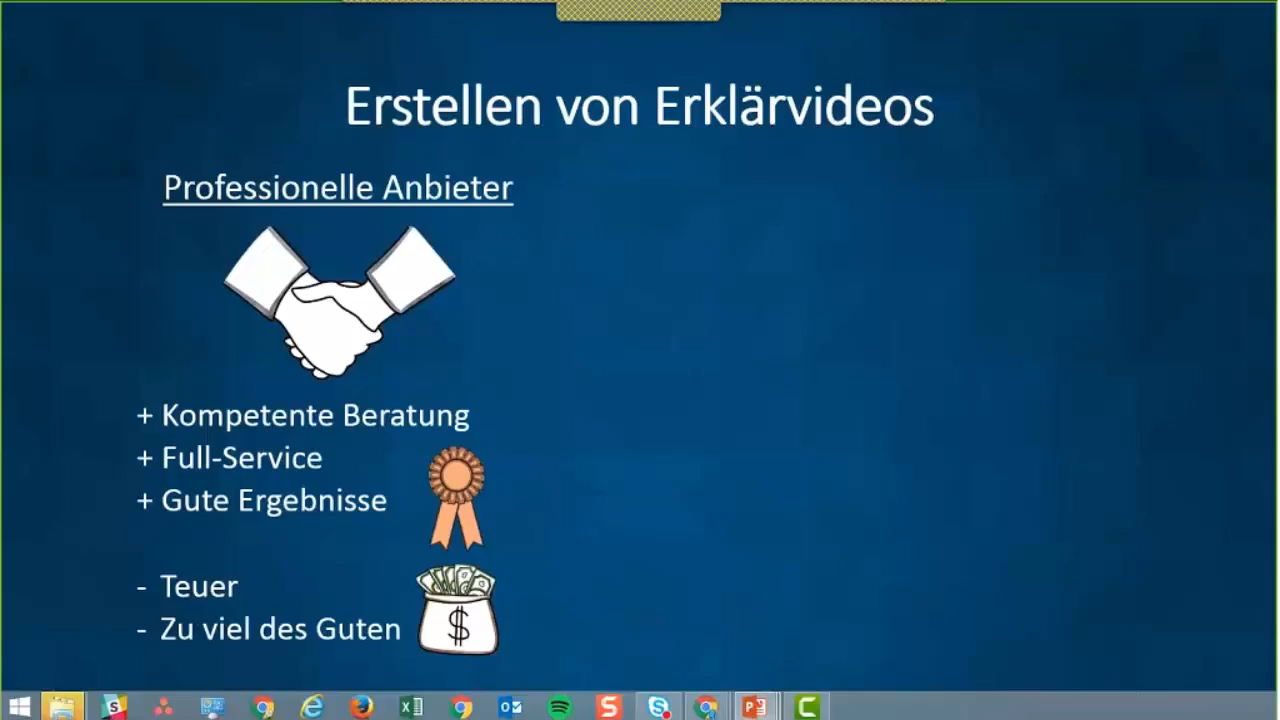 Erstellen von Erklärvideos
Professionelle Anbieter
+ Kompetente Beratung
+ Full-Service
+ Gute Ergebnisse
- Teuer
- Zu viel des Guten
$